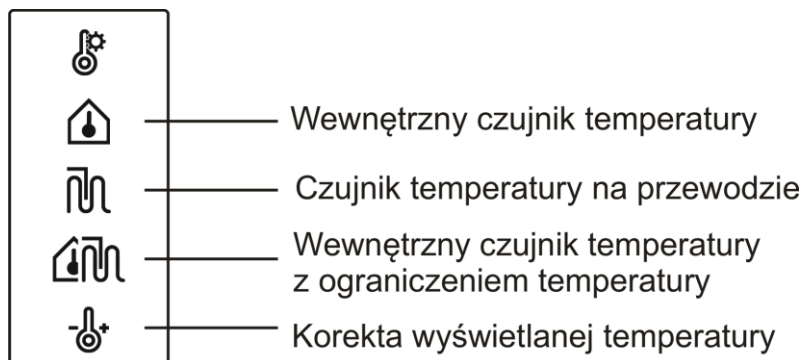 Wewnętrzny czujnik temperatury
Czujnik temperatury na przewodzie
Wewnętrzny czujnik temperatury
z ograniczeniem temperatury
Korekta wyświetlanej temperatury